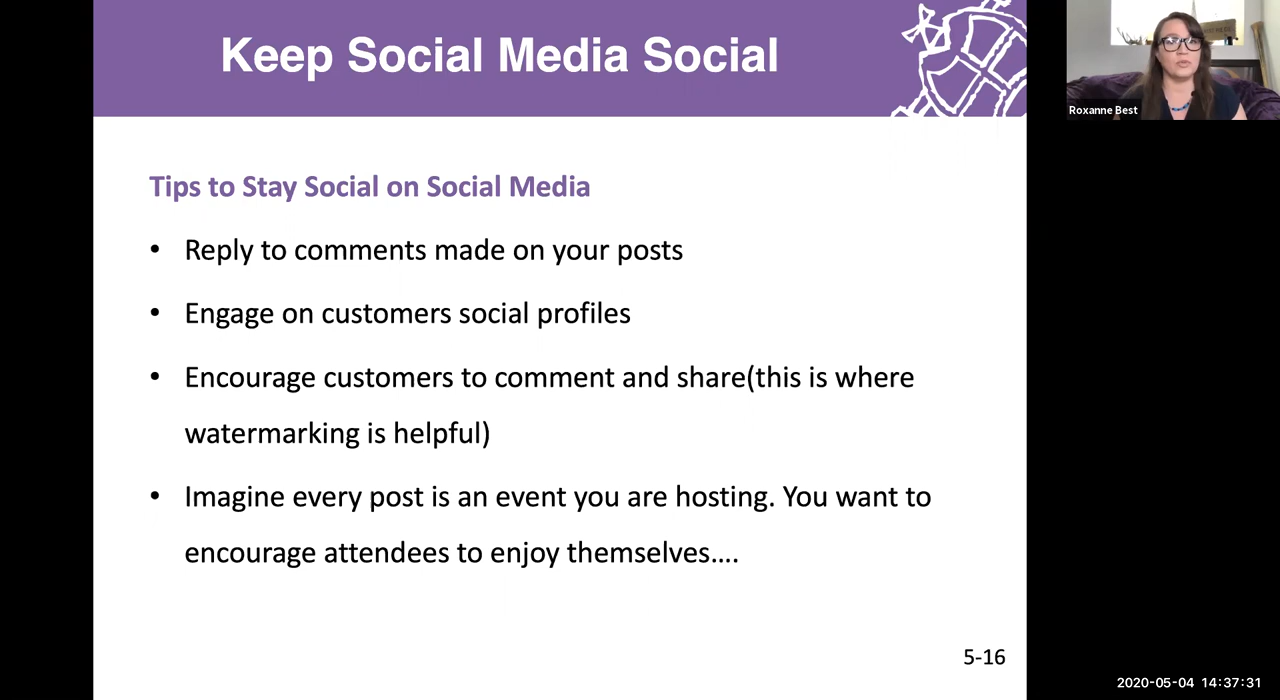 Keep Social Media Social
Roxanne Best
Tips to Stay Social on Social Media
• Reply to comments made on your posts
• Engage on customers social profiles
• Encourage customers to comment and share(this is where
watermarking is helpful)
• Imagine every post is an event you are hosting. You want to
encourage attendees to enjoy themselves....
5-16
2020-05-04 14:37:31